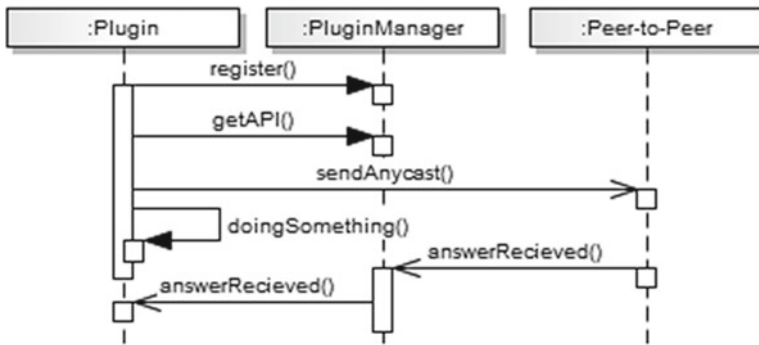 :Plugin
:PluginManager
:Peer-to-Peer
register()
getAPI()
sendAnycast()
doingSomething()
answerRecieved()
answerRecieved()